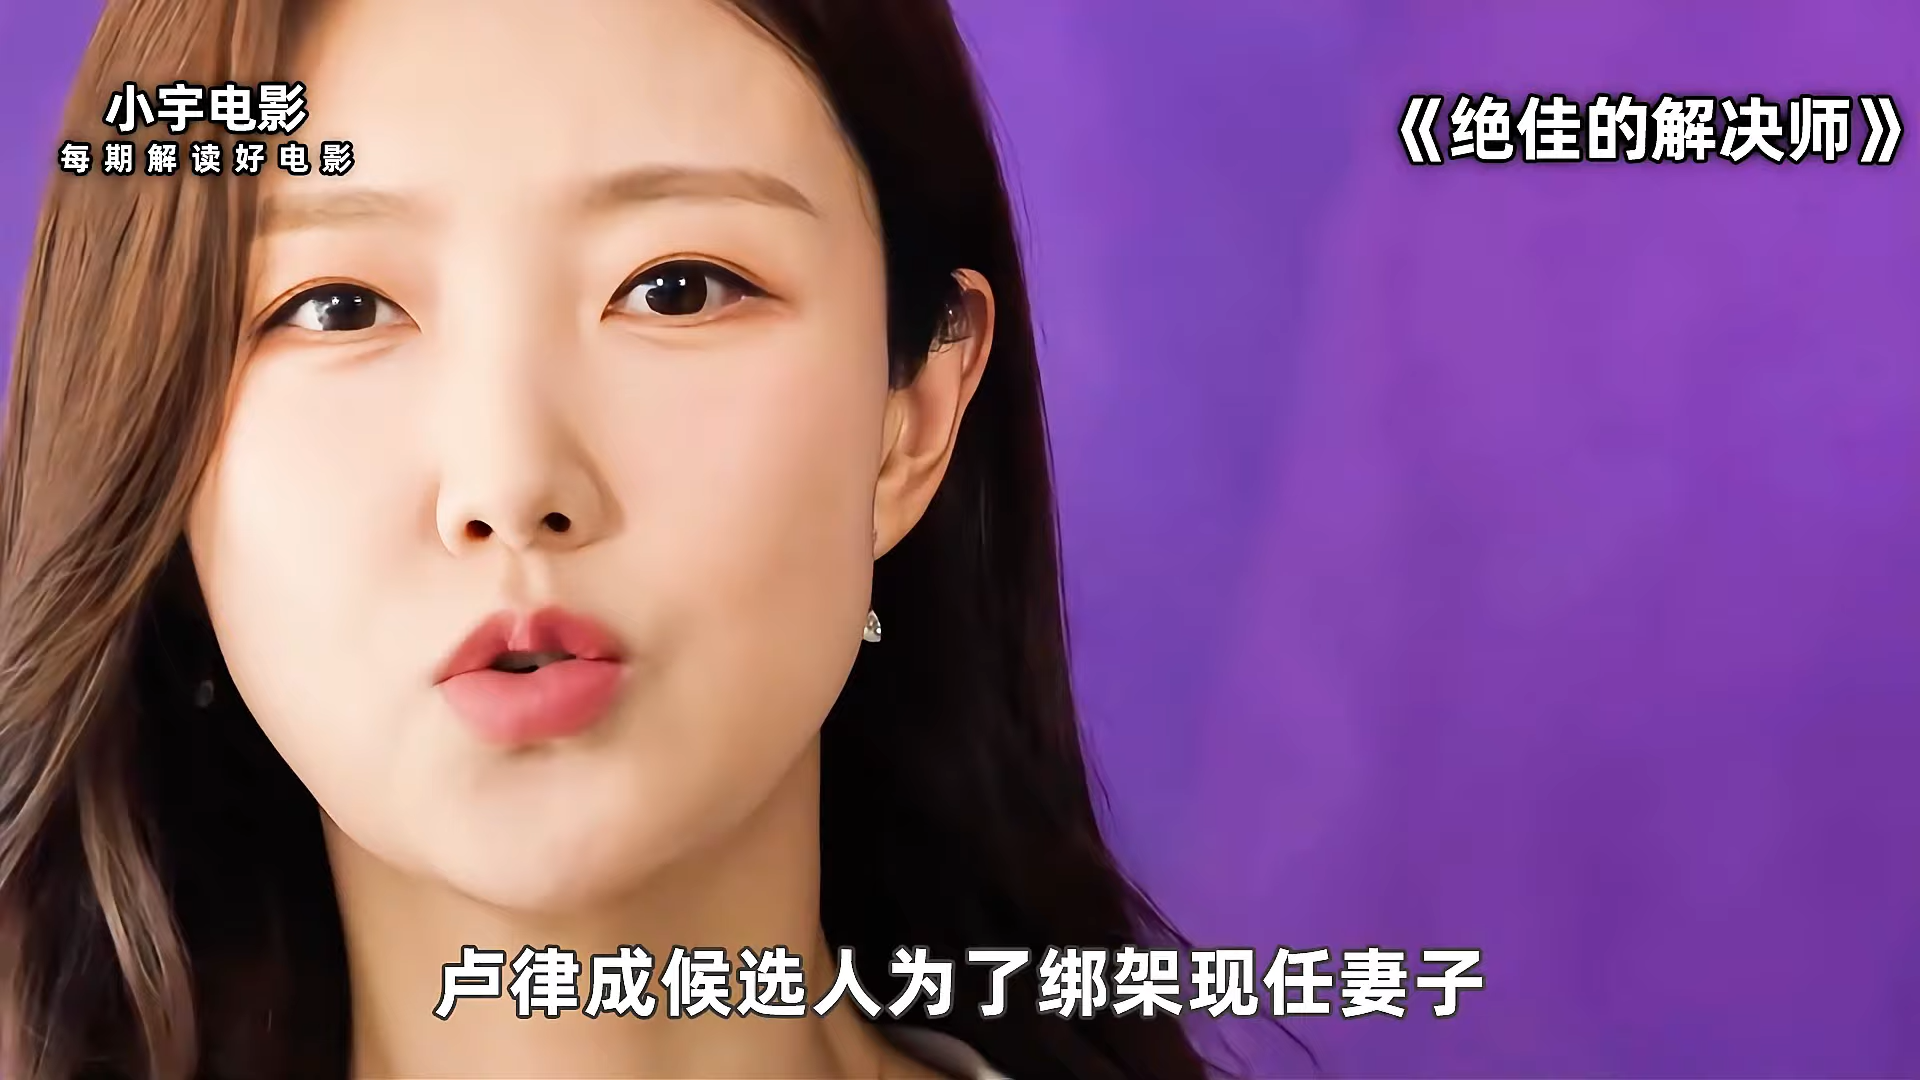 小宇电影
每期解读好电影
《绝佳的解决师》
卢律成候选人为了绑架现任妻子